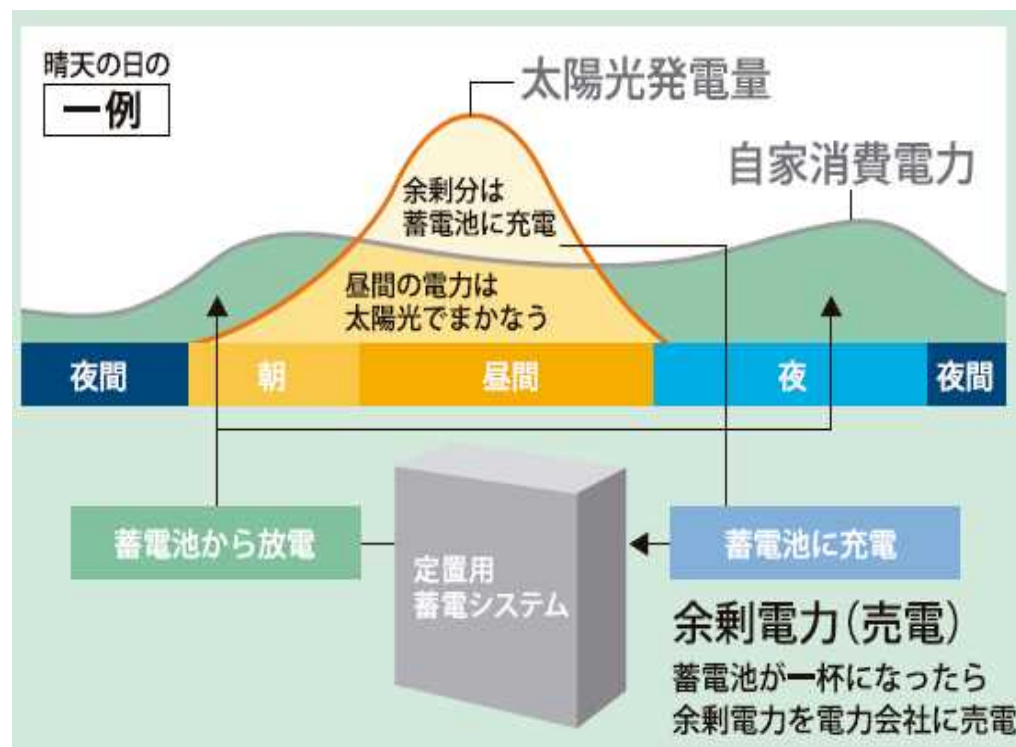 晴天の日の
一例
太陽光発電量
自家消費電力
余剰分は
蓄電池に充電
昼間の電力は
太陽光でまかなう
夜間
朝
昼間
夜
夜間
蓄電池から放電
定置用
蓄電システム
蓄電池に充電
余剰電力(売電)
蓄電池が一杯になったら
余剰電力を電力会社に売電